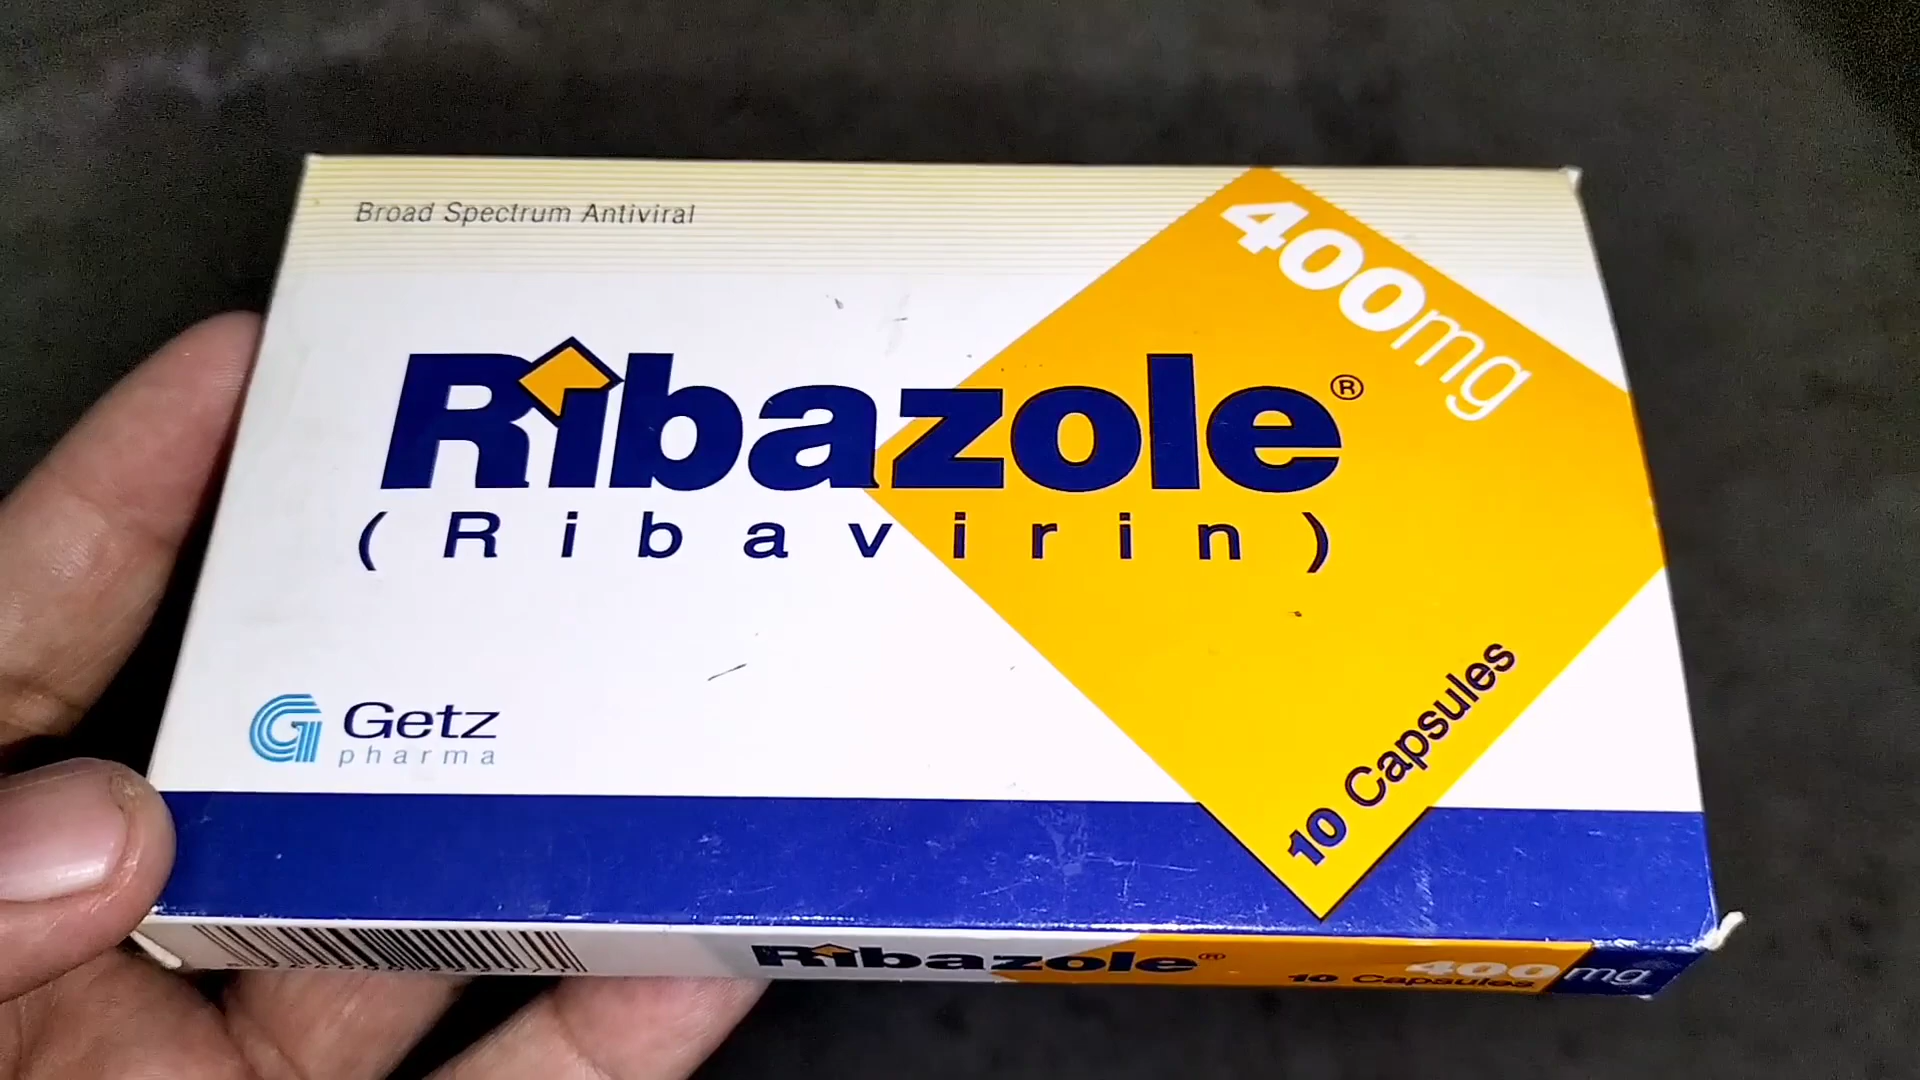 Broad Spectrum Antiviral
400mg
Ribazole®
(Ribavirin)
Getz
pharma
10 Capsules
Ribazole®
10 Capsules
400mg